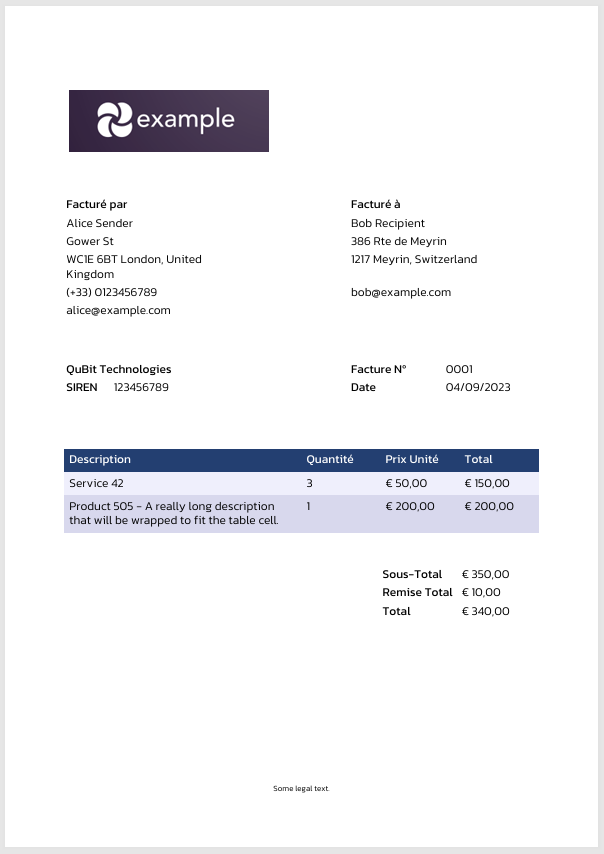 example
Facturé par
Alice Sender
Gower St
WC1E 6BT London, United
Kingdom
(+33) 0123456789
alice@example.com
Facturé à
Bob Recipient
386 Rte de Meyrin
1217 Meyrin, Switzerland
bob@example.com
QuBit Technologies
SIREN 123456789
Facture N° 0001
Date 04/09/2023
Description Quantité Prix Unité Total
Service 42 3 € 50,00 € 150,00
Product 505 - A really long description 1 € 200,00 € 200,00
that will be wrapped to fit the table cell.
Sous-Total € 350,00
Remise Total € 10,00
Total € 340,00
Some legal text.